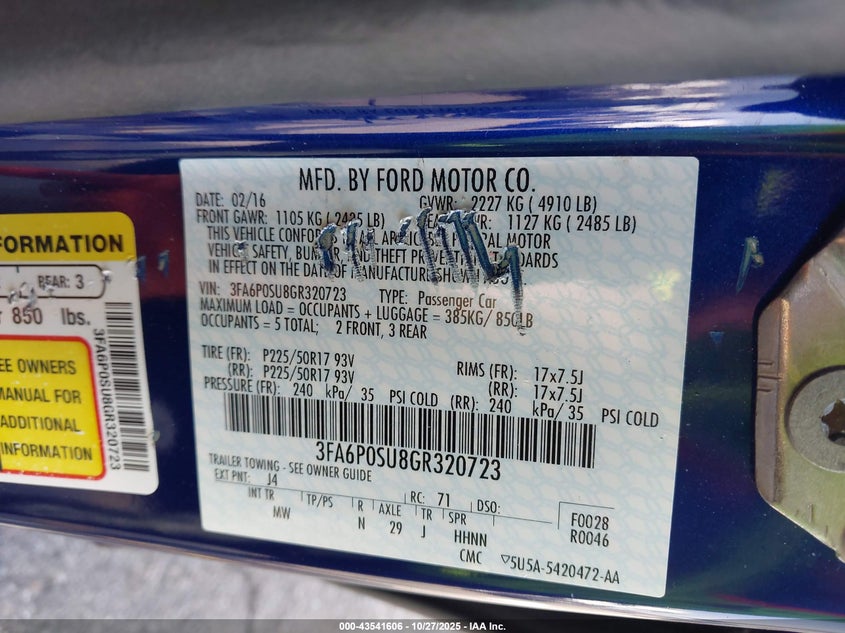 MFD. BY FORD MOTOR CO.
DATE: 02/16 GVWR: 2227 KG ( 4910 LB)
FRONT GAWR: 1105 KG ( 2485 LB) 1127 KG ( 2485 LB)
THIS VEHICLE MOTOR
VEHICLE SAFETY, THEFT STANDARDS
IN EFFECT ON THE DATE OF MANUFACTURE
VIN: 3FA6P0SU8GR320723 TYPE: Passenger Car
MAXIMUM LOAD = OCCUPANTS + LUGGAGE = 385KG/ 850LB
OCCUPANTS : 5 TOTAL; 2 FRONT, 3 REAR
TIRE (FR): P225/50R17 93V RIMS (FR): 17x7.5J
(RR): P225/50R17 93V (RR): 17x7.5J
PRESSURE (FR): 240 kPa/ 35 PSI COLD (RR): 240 kPa/ 35 PSI COLD
3FA6P0SU8GR320723
TRAILER TOWING - SEE OWNER GUIDE
EXT PNT: J4 RC: 71 DSO:
INT TR TP/PS R AXLE TR SPR F0028
MW N 29 J HHNN R0046
CMC ▽5U5A-5420472-AA
FORMATION
REAR: 3
850 lbs.
SEE OWNERS
MANUAL FOR
ADDITIONAL
INFORMATION
3FA6P0SU8GR320723
000-43541606 - 10/27/2025 - IAA Inc.